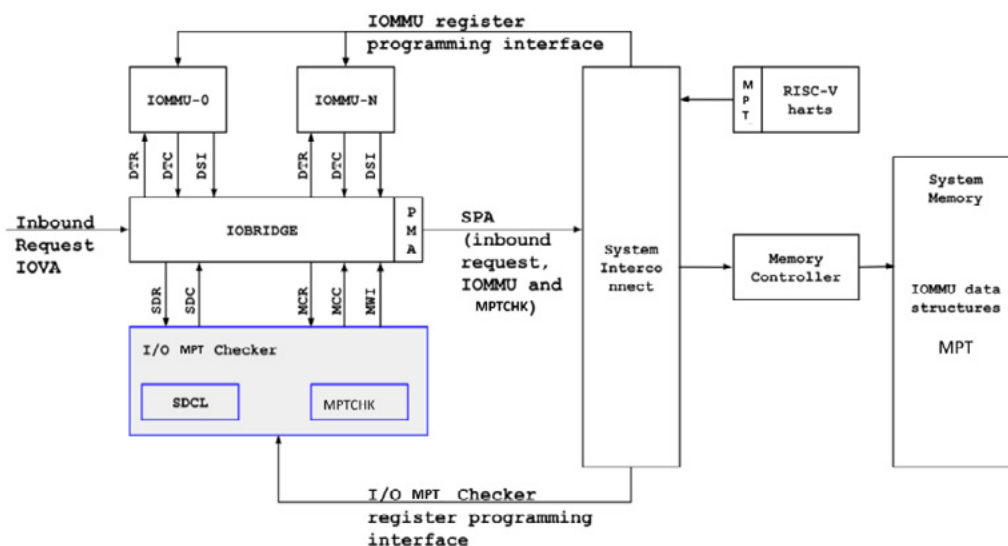 IOMMU register
programming interface
IOMMU-0
IOMMU-N
M
P
T
RISC-V
harts
DTR
DTC
DSI
DTR
DTC
DSI
Inbound
Request
IOVA
IOBRIDGE
P
M
A
SPA
(inbound
request,
IOMMU and
MPTCHK)
System
Interco
nnect
Memory
Controller
System
Memory
IOMMU data
structures
MPT
SDR
SDC
MCR
MCC
MWI
I/O MPT Checker
SDCL
MPTCHK
I/O MPT Checker
register programming
interface